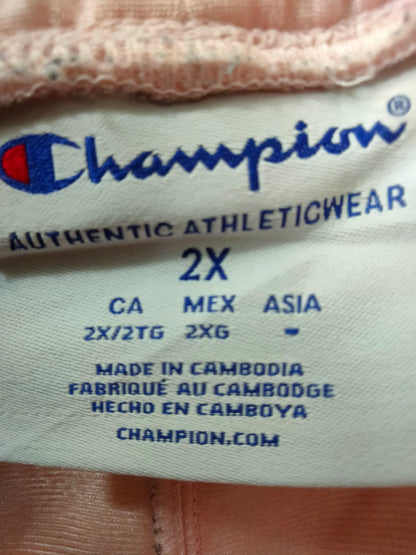 Champion®
AUTHENTIC ATHLETICWEAR
2X
CA MEX ASIA
2X/2TG 2XG -
MADE IN CAMBODIA
FABRIQUÉ AU CAMBODGE
HECHO EN CAMBOYA
CHAMPION.COM